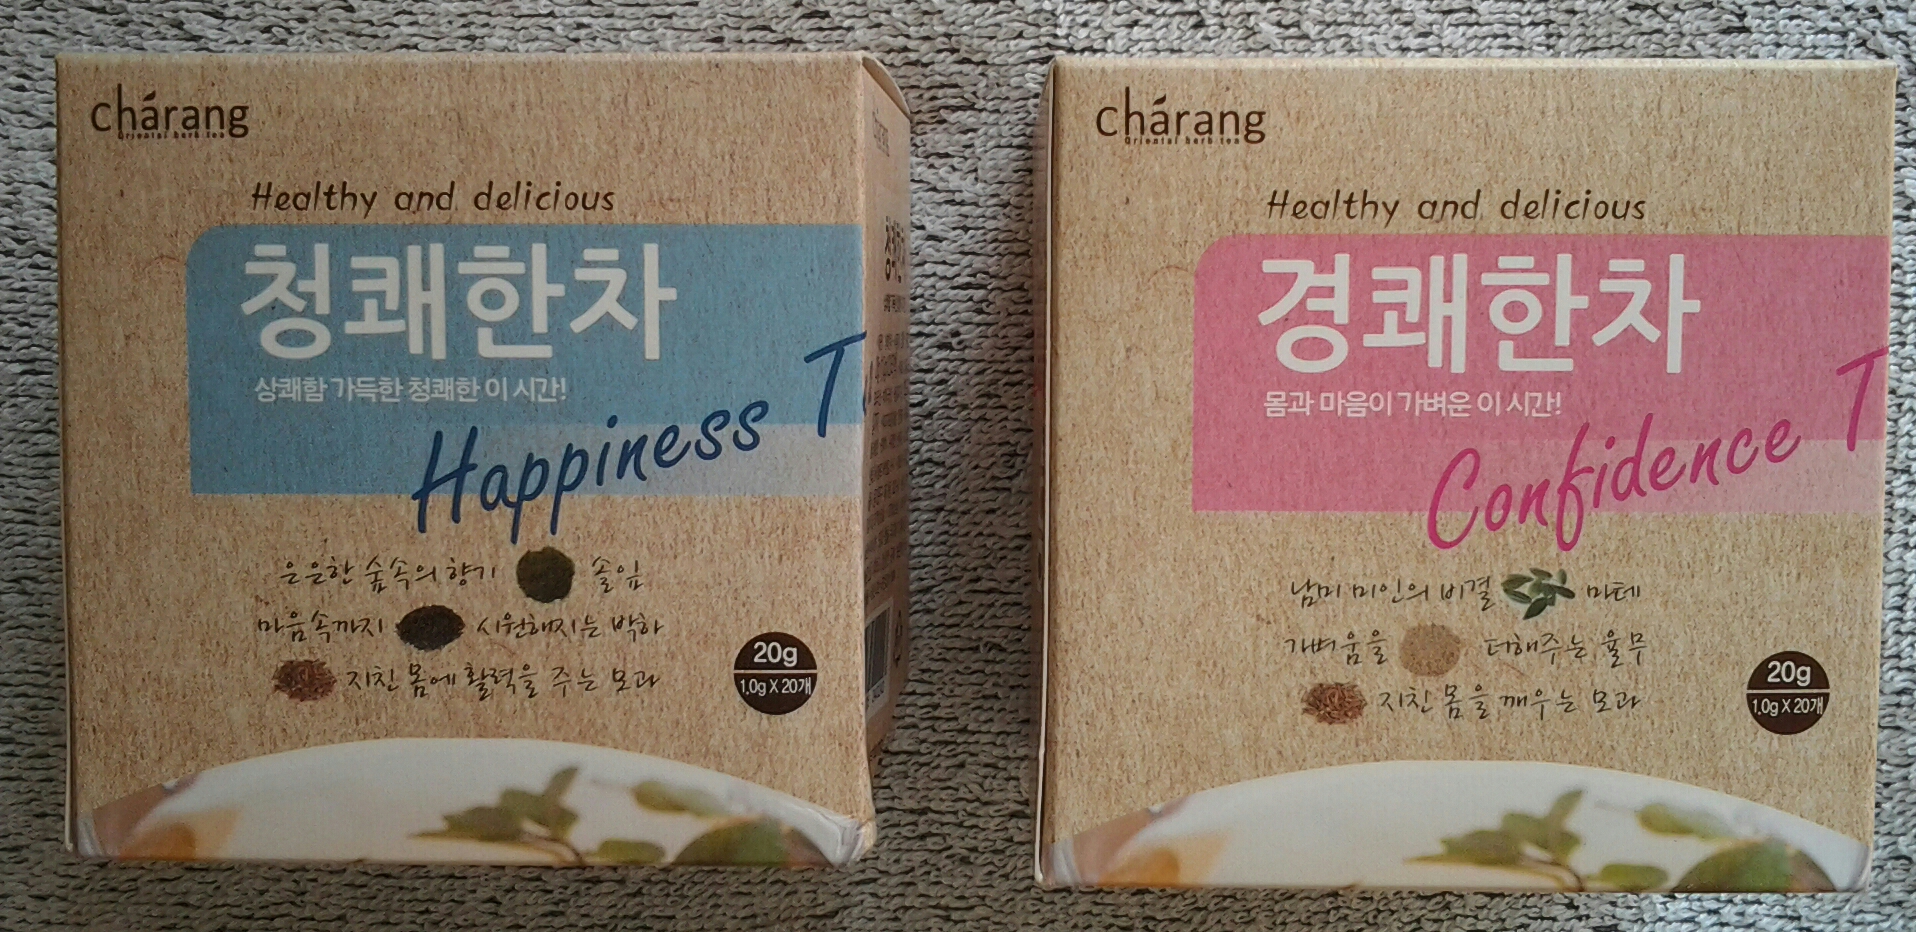 chárang
Oriental herb tea
Healthy and delicious
청쾌한차
상쾌함 가득한 청쾌한 이 시간!
Happiness T
은은한 숲속의 향기 솔잎
마음속까지 시원해지는 박하
지친 몸에 활력을 주는 모과
20g
1.0g X 20개
chárang
Oriental herb tea
Healthy and delicious
경쾌한차
몸과 마음이 가벼운 이 시간!
Confidence T
남미 미인의 비결 마테
가벼움을 더해주는 율무
지친 몸을 깨우는 모과
20g
1.0g X 20개